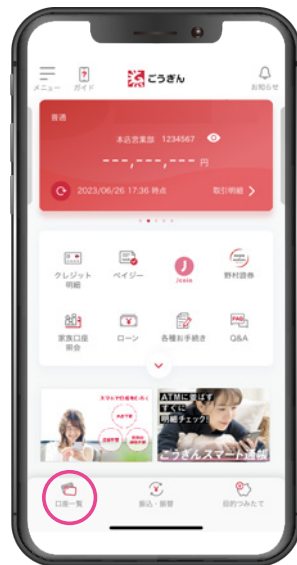 メニュー
ガイド
ごうぎん
お知らせ
普通
本店営業部 1234567
---,---,--- 円
2023/06/26 17:36 時点
取引明細
クレジット
明細
ペイジー
J
J-coin
野村證券
家族口座
照会
ローン
各種お手続き
FAQ
Q&A
ATMに並ばず
すぐに
明細チェック!
ごうぎんスマート通帳
口座一覧
振込・振替
目的つみたて